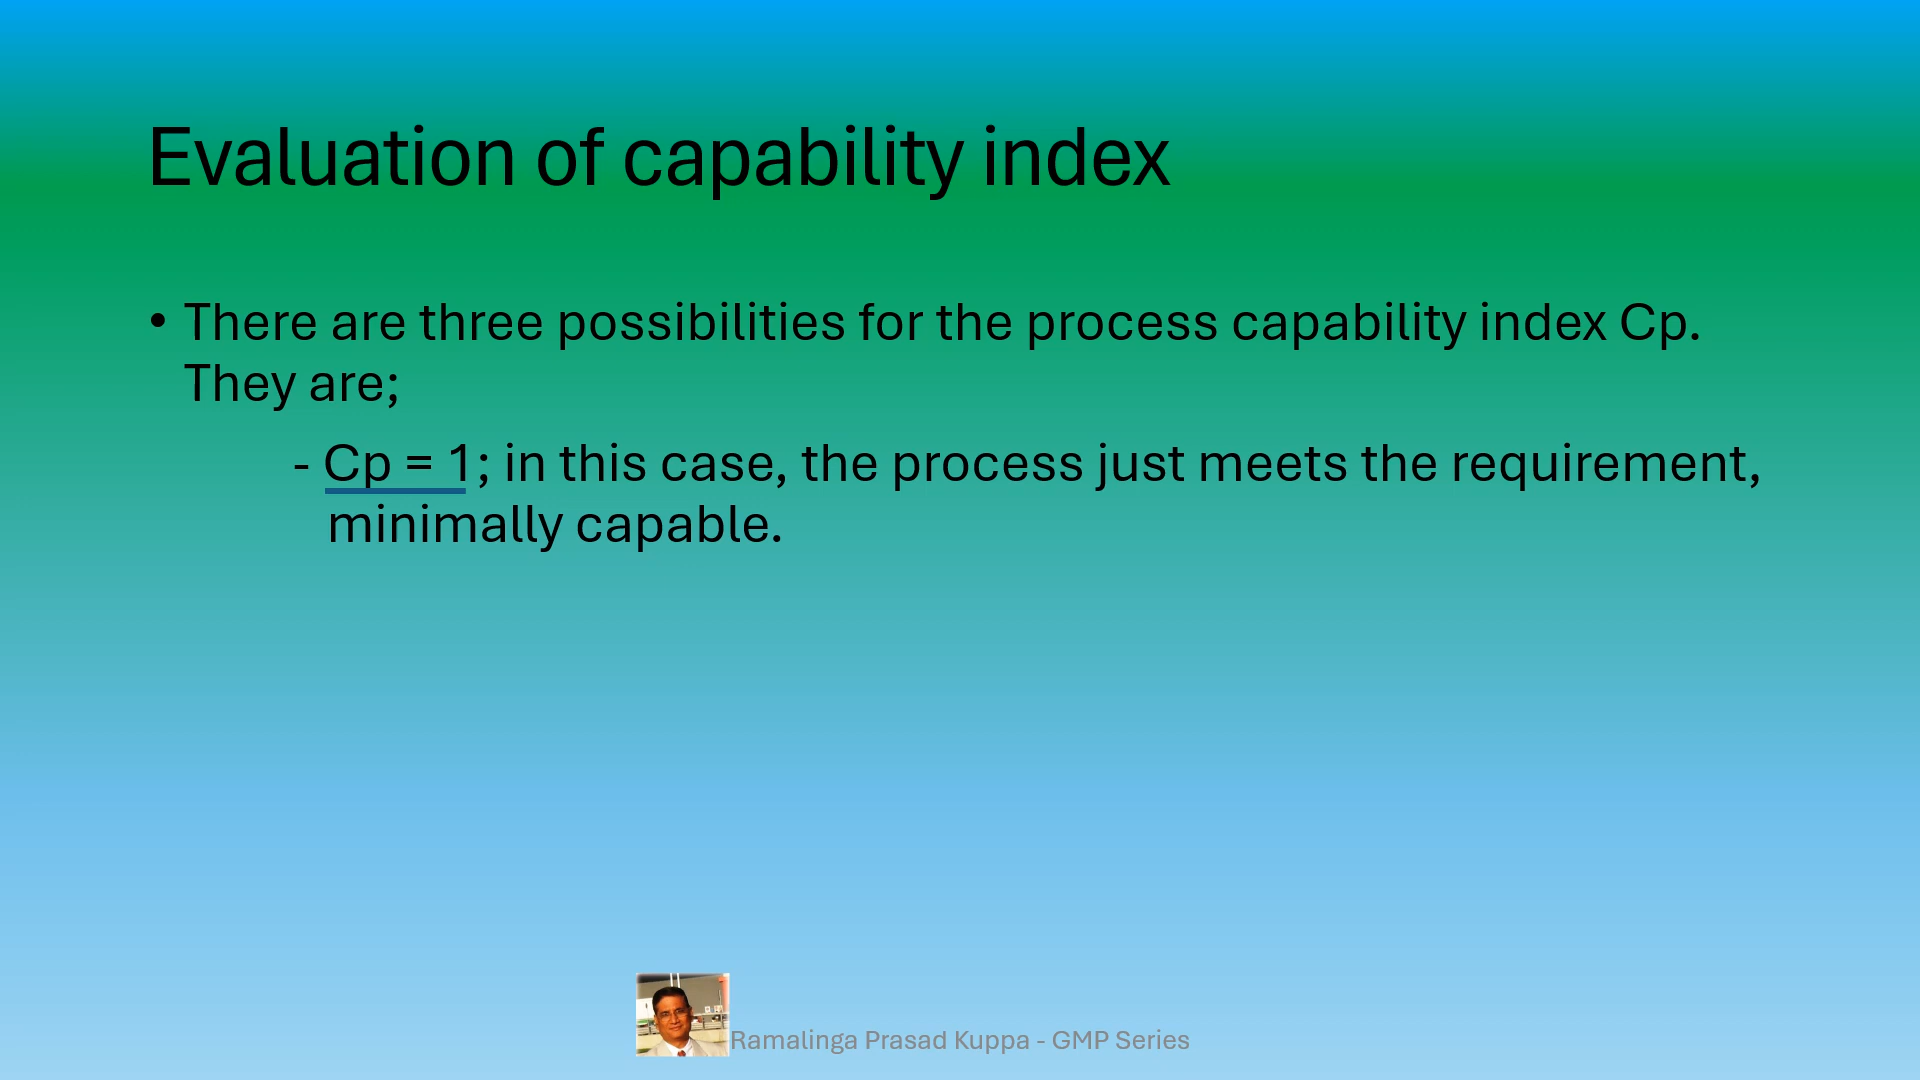 Evaluation of capability index
• There are three possibilities for the process capability index Cp.
They are;
- Cp = 1; in this case, the process just meets the requirement,
minimally capable.
Ramalinga Prasad Kuppa - GMP Series